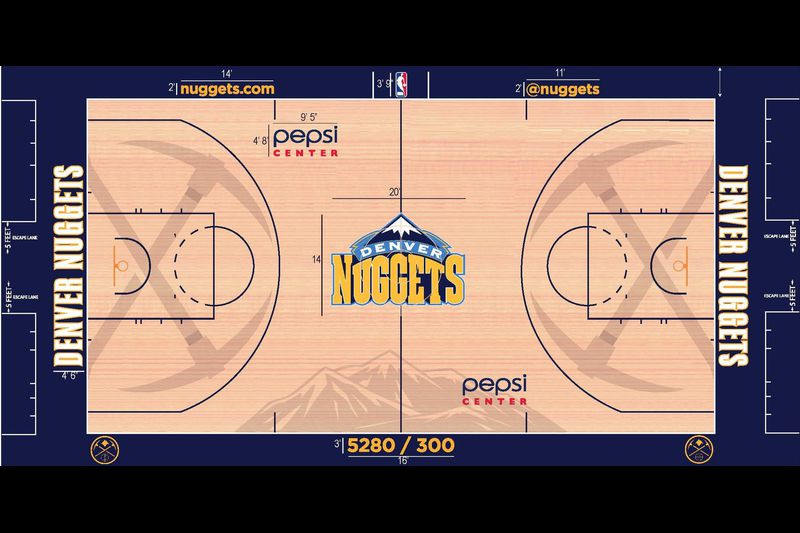 14'
2' nuggets.com
3' 9"
11'
2' @nuggets
9' 5"
4' 8' pepsi
CENTER
DENVER NUGGETS
20'
14
DENVER
NUGGETS
DENVER NUGGETS
5 FEET
ESCAPE LANE
5 FEET
ESCAPE LANE
ESCAPE LANE
5 FEET
ESCAPE LANE
5 FEET
4' 6"
pepsi
CENTER
3' 5280 / 300
16'